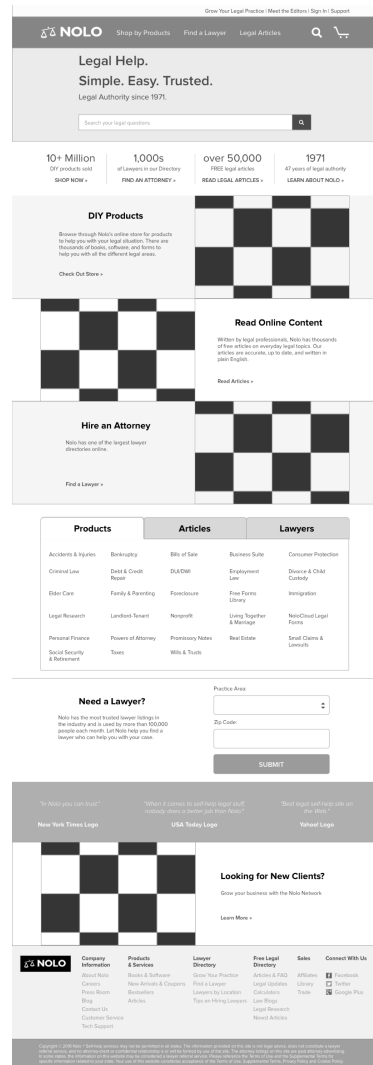 Grow Your Legal Practice | Meet the Editors | Sign In | Support
NOLO
Shop by Products Find a Lawyer Legal Articles
Legal Help.
Simple. Easy. Trusted.
Legal Authority since 1971.
Search your legal questions
10+ Million 1,000s over 50,000 1971
DIY products sold of Lawyers in our Directory FREE legal articles 47 years of legal authority
SHOP NOW » FIND AN ATTORNEY » READ LEGAL ARTICLES » LEARN ABOUT NOLO »
DIY Products
Browse through Nolo's online store for products
to help you with your legal situation. There are
thousands of books, software, and forms to
help you with all the different legal areas.
Check Out Store »
Read Online Content
Written by legal professionals, Nolo has thousands
of free articles on everyday legal topics. Our
articles are accurate, up to date, and written in
plain English.
Read Articles »
Hire an Attorney
Nolo has one of the largest lawyer
directories online.
Find a Lawyer »
Products Articles Lawyers
Accidents & Injuries Bankruptcy Bills of Sale Business Suite Consumer Protection
Criminal Law Debt & Credit Repair DUI/DWI Employment Law Divorce & Child Custody
Elder Care Family & Parenting Foreclosure Free Forms Library Immigration
Legal Research Landlord-Tenant Nonprofit Living Together & Marriage NoloCloud Legal Forms
Personal Finance Powers of Attorney Promissory Notes Real Estate Small Claims & Lawsuits
Social Security & Retirement Taxes Wills & Trusts
Need a Lawyer?
Nolo has the most trusted lawyer listings in
the industry and is used by more than 100,000
people each month. Let Nolo help you find a
lawyer who can help you with your case.
Practice Area:
Zip Code:
SUBMIT
"In Nolo you can trust." "When it comes to self-help legal stuff, nobody does a better job than Nolo" "Best legal self-help site on the Web."
New York Times Logo USA Today Logo Yahoo! Logo
Looking for New Clients?
Grow your business with the Nolo Network
Learn More »
NOLO
Company Information
About Nolo
Careers
Press Room
Blog
Contact Us
Customer Service
Tech Support
Products & Services
Books & Software
New Arrivals & Coupons
Bestsellers
Articles
Lawyer Directory
Grow Your Practice
Find a Lawyer
Lawyers by Location
Tips on Hiring Lawyers
Free Legal Directory
Articles & FAQ
Legal Updates
Calculators
Law Blogs
Legal Research
Newst Articles
Sales
Affiliates
Library
Trade
Connect With Us
Facebook
Twitter
Google Plus